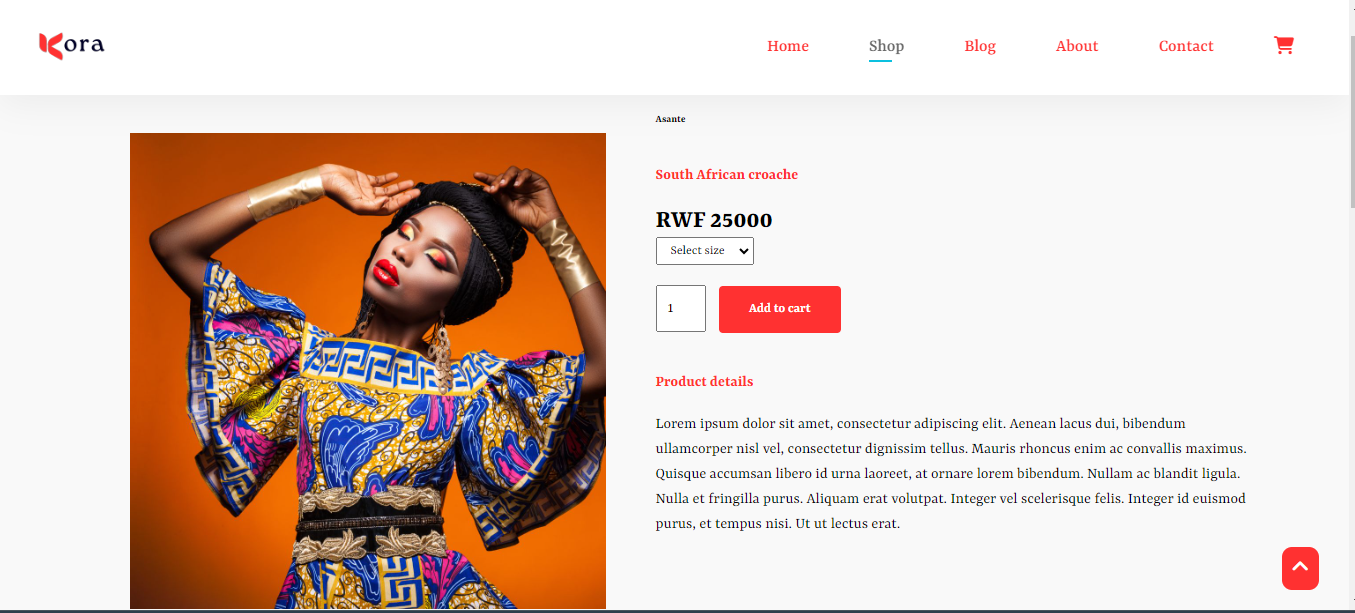 Kora
Home Shop Blog About Contact
Asante
South African croache
RWF 25000
Select size
1
Add to cart
Product details
Lorem ipsum dolor sit amet, consectetur adipiscing elit. Aenean lacus dui, bibendum
ullamcorper nisl vel, consectetur dignissim tellus. Mauris rhoncus enim ac convallis maximus.
Quisque accumsan libero id urna laoreet, at ornare lorem bibendum. Nullam ac blandit ligula.
Nulla et fringilla purus. Aliquam erat volutpat. Integer vel scelerisque felis. Integer id euismod
purus, et tempus nisi. Ut ut lectus erat.